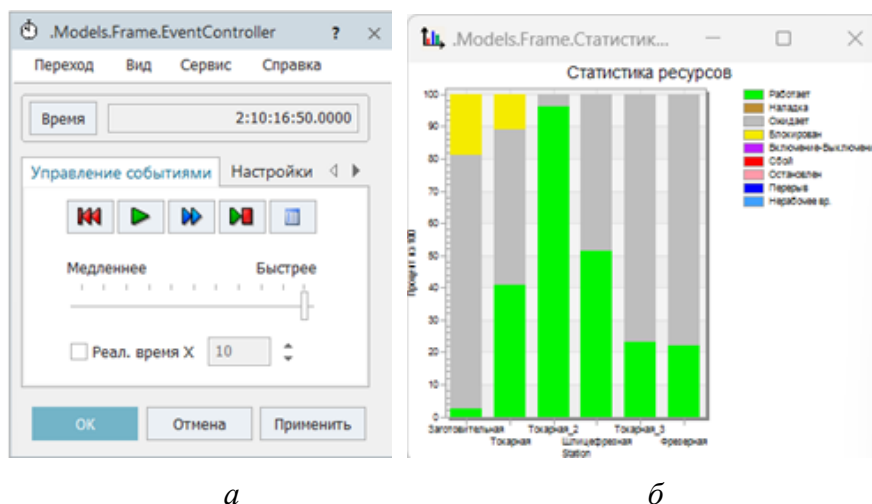 .Models.Frame.EventController ?
Переход Вид Сервис Справка
Время 2:10:16:50.0000
Управление событиями Настройки
Медленнее Быстрее
Реал. время X 10
OK Отмена Применить
а
.Models.Frame.Статистик...
Статистика ресурсов
100
90
80
70
60
50
40
30
20
10
0
Процент из 100
Заготовительная Токарная_2 Токарная_3
Токарная Шлицефрезная Фрезерная
Station
Работает
Наладка
Ожидает
Блокирован
Включение-Выключени
Сбой
Остановлен
Перерыв
Нерабочее вр.
б